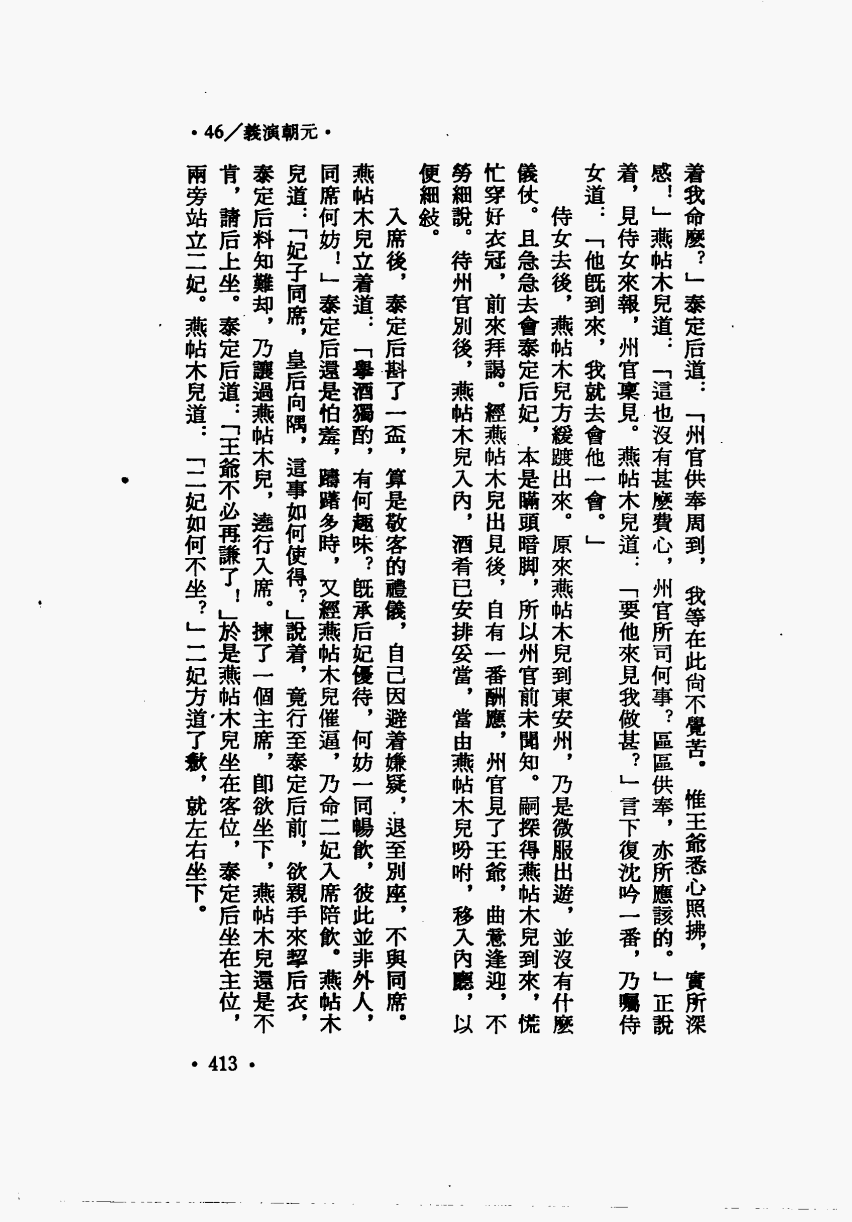 •46／義演朝元•
着我命麽？」泰定后道：「州官供奉周到，我等在此尙不覺苦。惟王爺悉心照拂，實所深
感！」燕帖木兒道：「這也沒有甚麽費心，州官所司何事？區區供奉，亦所應該的。」正說
着，見侍女來報，州官稟見。燕帖木兒道：「要他來見我做甚？」言下復沈吟一番，乃囑侍
女道：「他旣到來，我就去會他一會。」
侍女去後，燕帖木兒方緩踱出來。原來燕帖木兒到東安州，乃是微服出遊，並沒有什麽
儀仗。且急急去會泰定后妃，本是瞞頭暗脚，所以州官前未聞知。嗣探得燕帖木兒到來，慌
忙穿好衣冠，前來拜謁。經燕帖木兒出見後，自有一番酬應，州官見了王爺，曲意逢迎，不
勞細說。待州官別後，燕帖木兒入內，酒肴已安排妥當，當由燕帖木兒吩咐，移入內廳，以
便細敍。
入席後，泰定后斟了一盃，算是敬客的禮儀，自己因避着嫌疑，退至別座，不與同席。
燕帖木兒立着道：「舉酒獨酌，有何趣味？旣承后妃優待，何妨一同暢飲，彼此並非外人，
同席何妨！」泰定后還是怕羞，躊躇多時，又經燕帖木兒催逼，乃命二妃入席陪飲。燕帖木
兒道：「妃子同席，皇后向隅，這事如何使得？」說着，竟行至泰定后前，欲親手來挈后衣，
泰定后料知難却，乃讓過燕帖木兒，遶行入席。揀了一個主席，卽欲坐下，燕帖木兒還是不
肯，請后上坐。泰定后道：「王爺不必再謙了！」於是燕帖木兒坐在客位，泰定后坐在主位，
兩旁站立二妃。燕帖木兒道：「二妃如何不坐？」二妃方道了歉，就左右坐下。
•413•